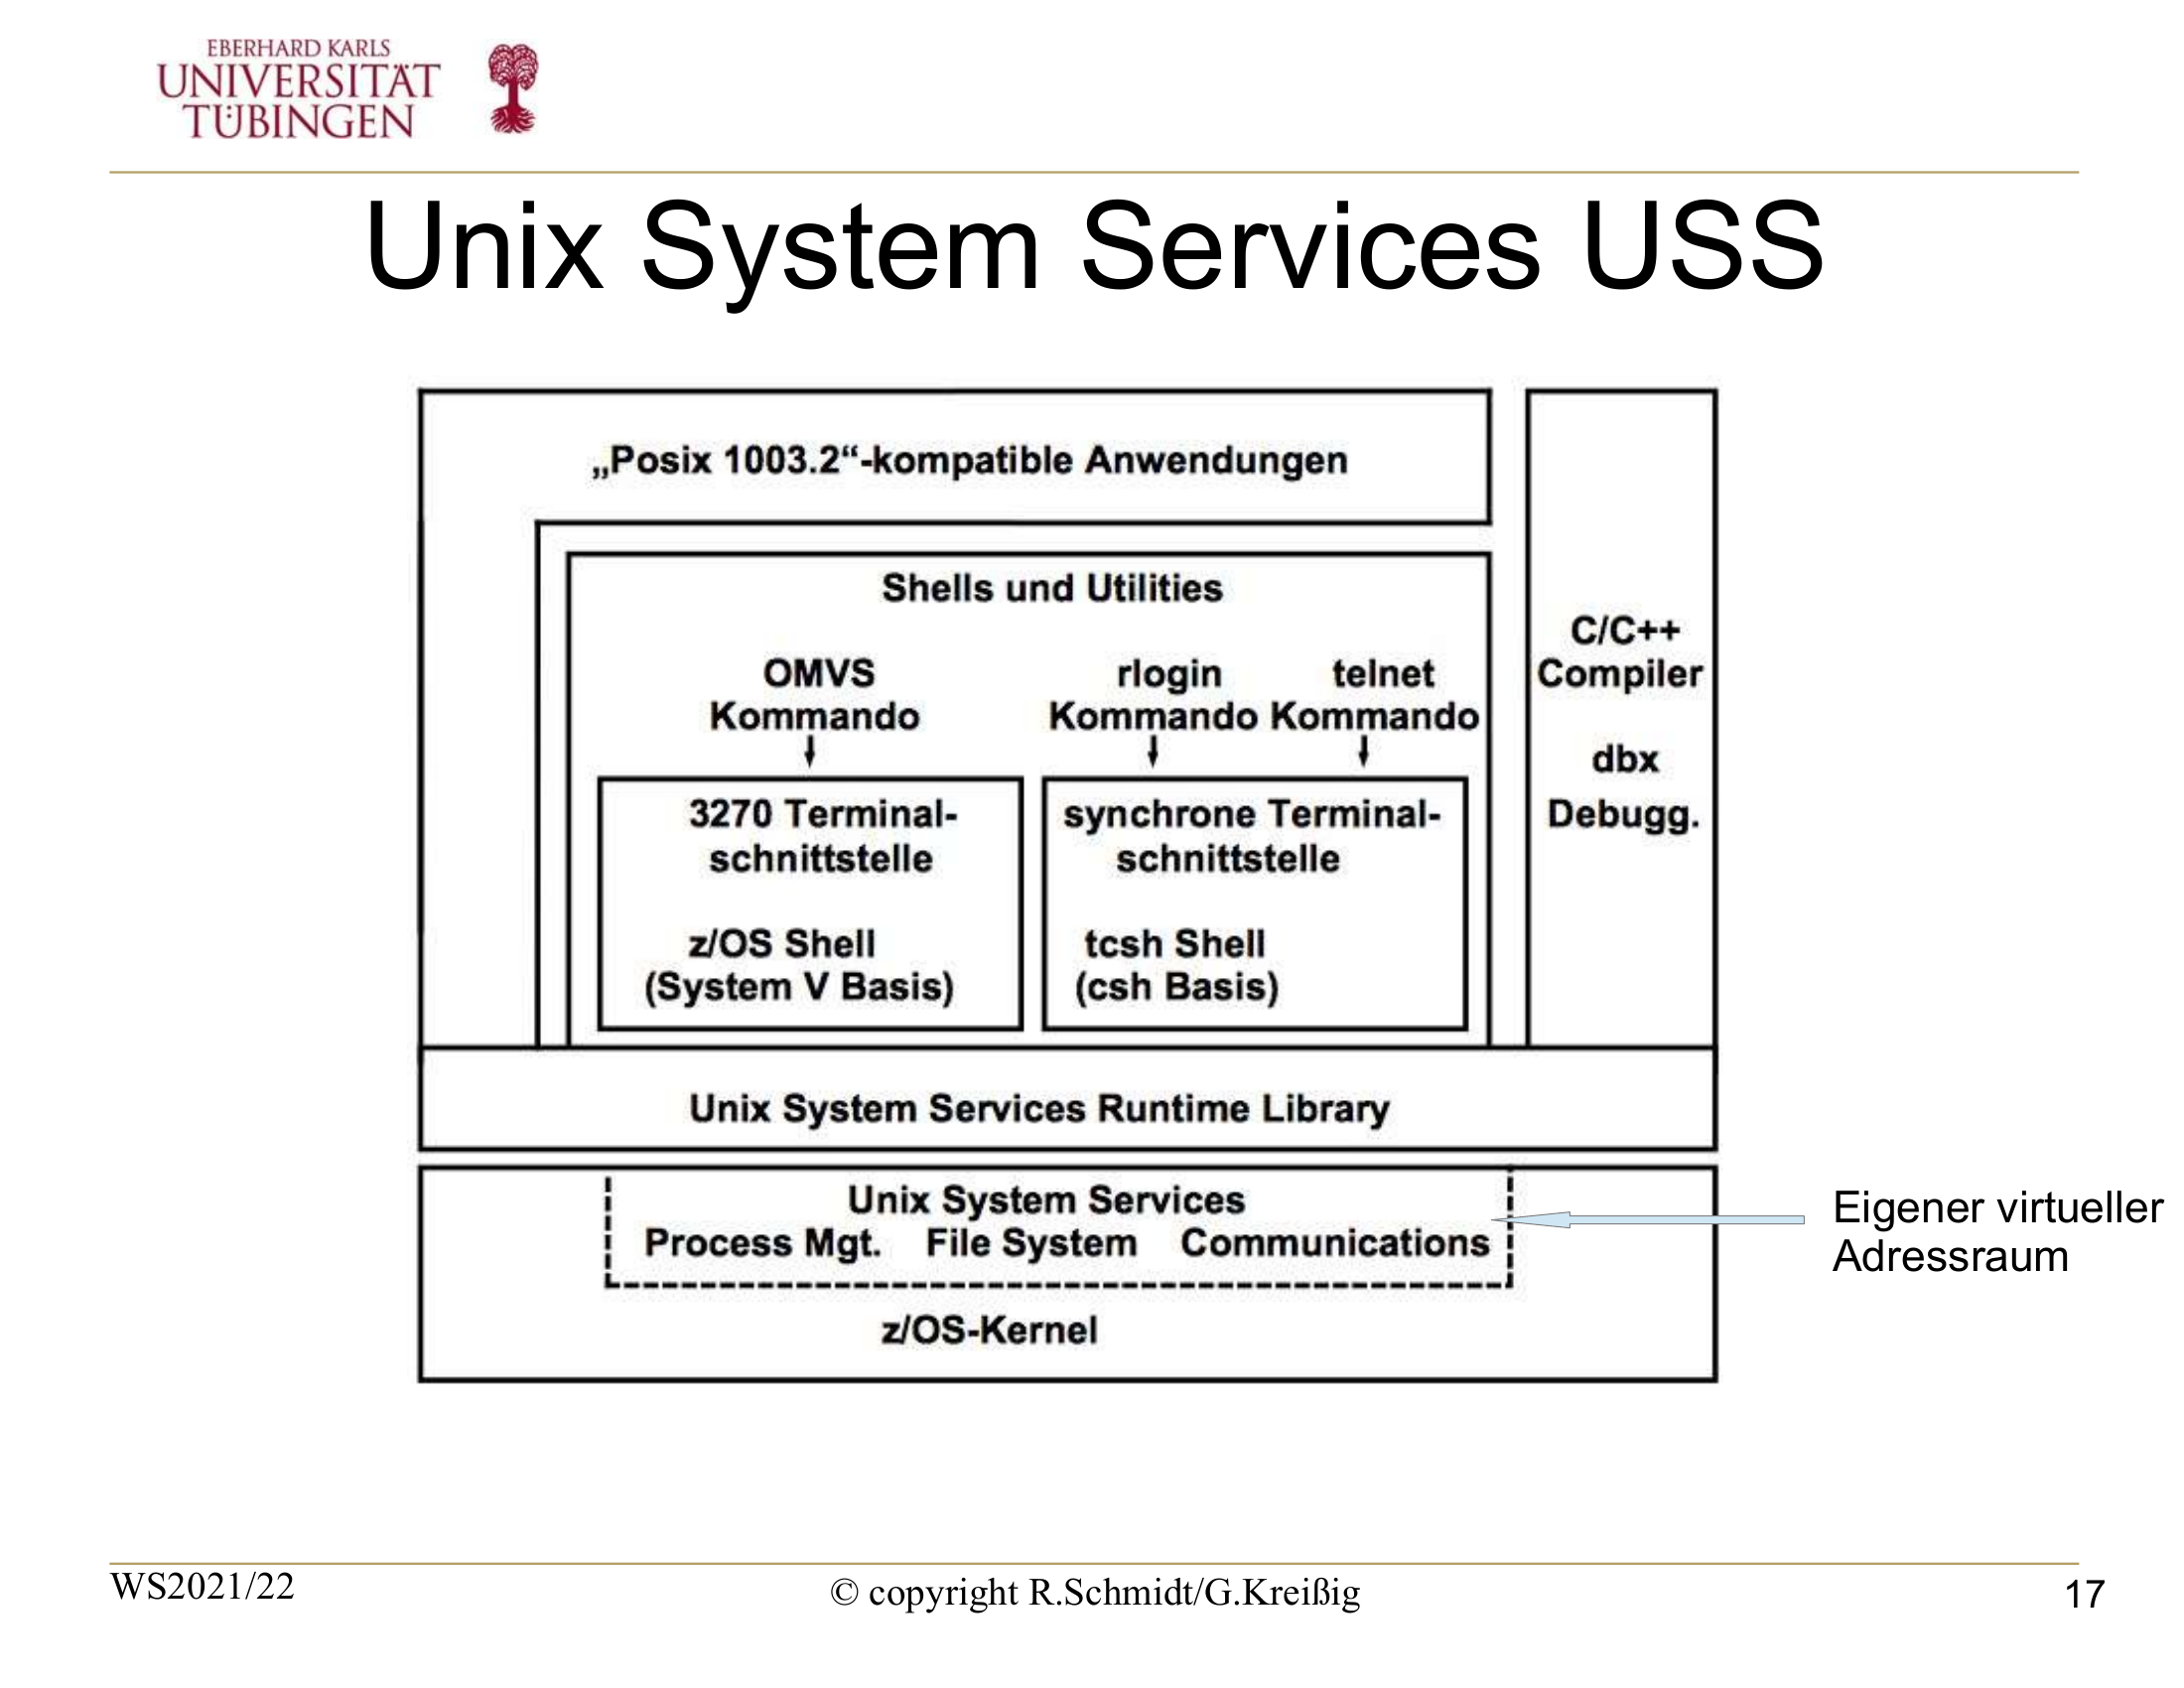 EBERHARD KARLS
UNIVERSITÄT
TÜBINGEN
Unix System Services USS
„Posix 1003.2“-kompatible Anwendungen
Shells und Utilities
OMVS
Kommando
rlogin
Kommando
telnet
Kommando
3270 Terminal-
schnittstelle
z/OS Shell
(System V Basis)
synchrone Terminal-
schnittstelle
tcsh Shell
(csh Basis)
C/C++
Compiler
dbx
Debugg.
Unix System Services Runtime Library
Unix System Services
Process Mgt. File System Communications
z/OS-Kernel
Eigener virtueller
Adressraum
WS2021/22
© copyright R.Schmidt/G.Kreißig
17